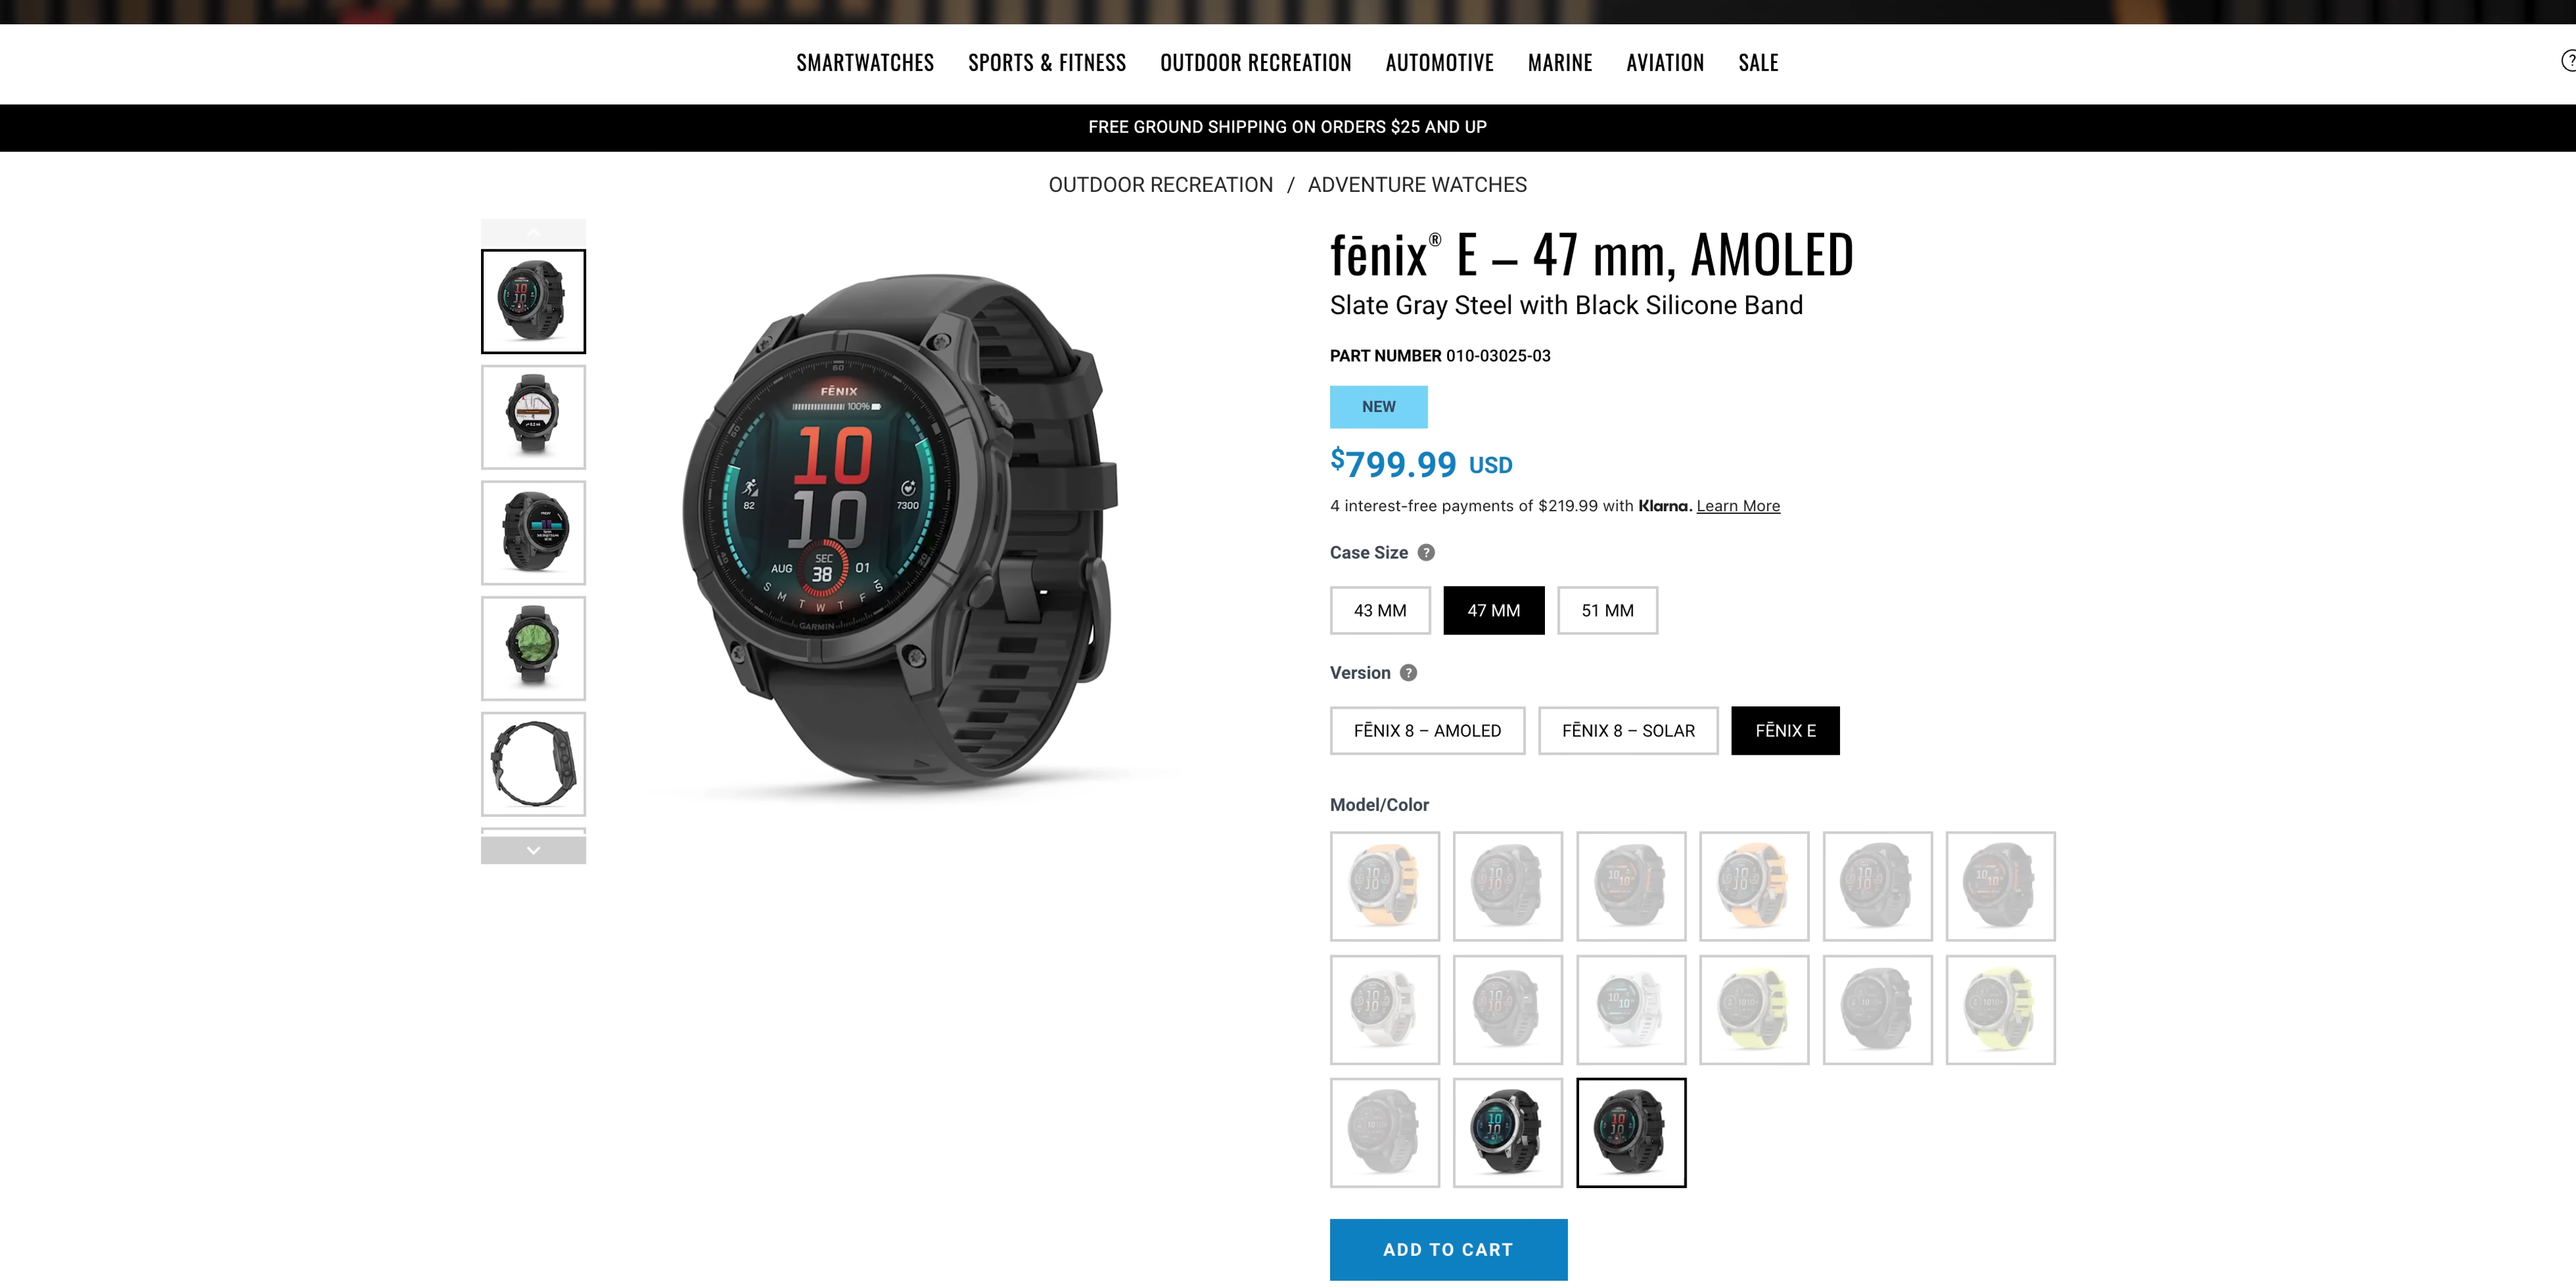 SMARTWATCHES SPORTS & FITNESS OUTDOOR RECREATION AUTOMOTIVE MARINE AVIATION SALE
?
FREE GROUND SHIPPING ON ORDERS $25 AND UP
OUTDOOR RECREATION / ADVENTURE WATCHES
fēnix® E – 47 mm, AMOLED
Slate Gray Steel with Black Silicone Band
PART NUMBER 010-03025-03
NEW
$799.99 USD
4 interest-free payments of $219.99 with Klarna. Learn More
Case Size ?
43 MM 47 MM 51 MM
Version ?
FĒNIX 8 – AMOLED FĒNIX 8 – SOLAR FĒNIX E
Model/Color
ADD TO CART
60
FĒNIX
100%
10
10
82
7300
SEC
AUG 38 01
S M T W T F S
GARMIN